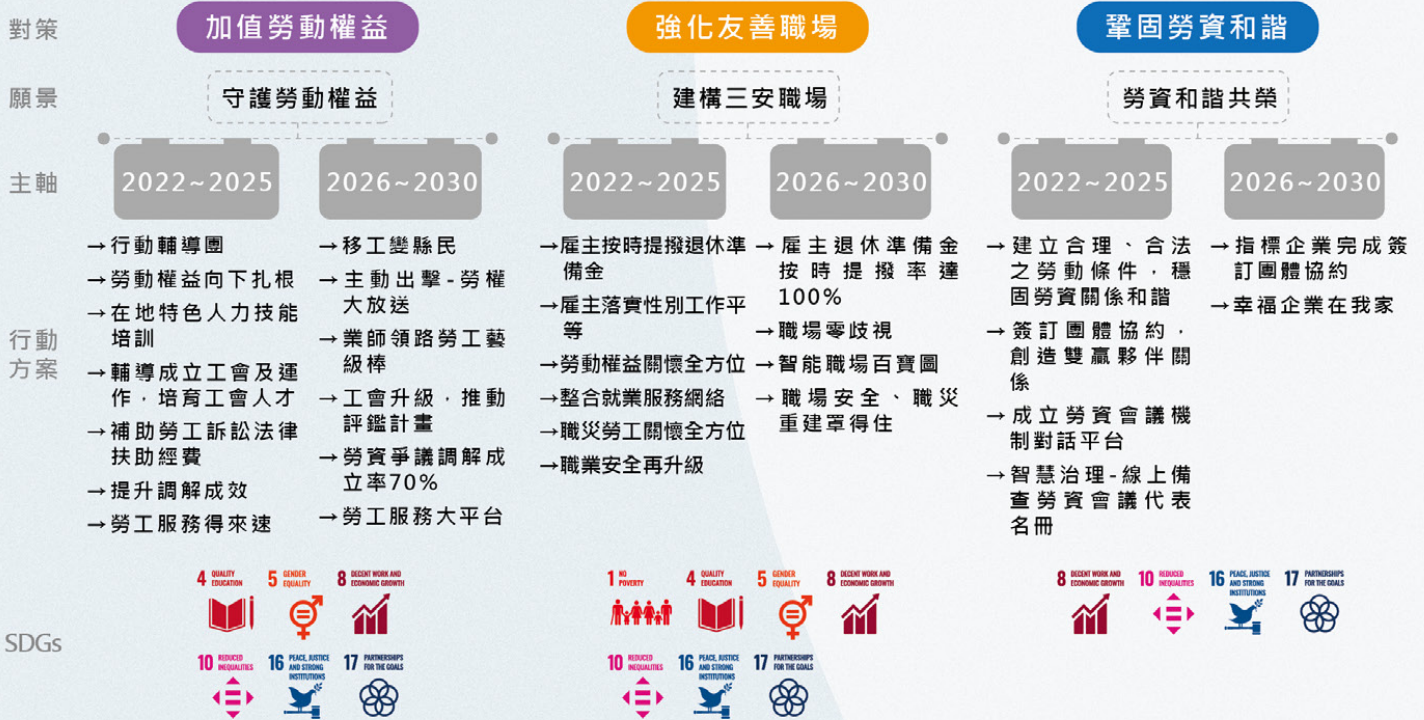 對策
加值勞動權益
強化友善職場
鞏固勞資和諧
願景
守護勞動權益
建構三安職場
勞資和諧共榮
主軸
2022~2025
2026~2030
2022~2025
2026~2030
2022~2025
2026~2030
行動
方案
→行動輔導團
→勞動權益向下扎根
→在地特色人力技能
培訓
→輔導成立工會及運
作，培育工會人才
→補助勞工訴訟法律
扶助經費
→提升調解成效
→勞工服務得來速
→移工變縣民
→主動出擊-勞權
大放送
→業師領路勞工藝
級棒
→工會升級，推動
評鑑計畫
→勞資爭議調解成
立率70%
→勞工服務大平台
→雇主按時提撥退休準
備金
→雇主落實性別工作平
等
→勞動權益關懷全方位
→整合就業服務網絡
→職災勞工關懷全方位
→職業安全再升級
→雇主退休準備金
按時提撥率達
100%
→職場零歧視
→智能職場百寶圖
→職場安全、職災
重建罩得住
→建立合理、合法
之勞動條件，穩
固勞資關係和諧
→簽訂團體協約，
創造雙贏夥伴關
係
→成立勞資會議機
制對話平台
→智慧治理-線上備
查勞資會議代表
名冊
→指標企業完成簽
訂團體協約
→幸福企業在我家
SDGs
4 QUALITY
EDUCATION
5 GENDER
EQUALITY
8 DECENT WORK AND
ECONOMIC GROWTH
10 REDUCED
INEQUALITIES
16 PEACE, JUSTICE
AND STRONG
INSTITUTIONS
17 PARTNERSHIPS
FOR THE GOALS
1 NO
POVERTY
4 QUALITY
EDUCATION
5 GENDER
EQUALITY
8 DECENT WORK AND
ECONOMIC GROWTH
10 REDUCED
INEQUALITIES
16 PEACE, JUSTICE
AND STRONG
INSTITUTIONS
17 PARTNERSHIPS
FOR THE GOALS
8 DECENT WORK AND
ECONOMIC GROWTH
10 REDUCED
INEQUALITIES
16 PEACE, JUSTICE
AND STRONG
INSTITUTIONS
17 PARTNERSHIPS
FOR THE GOALS